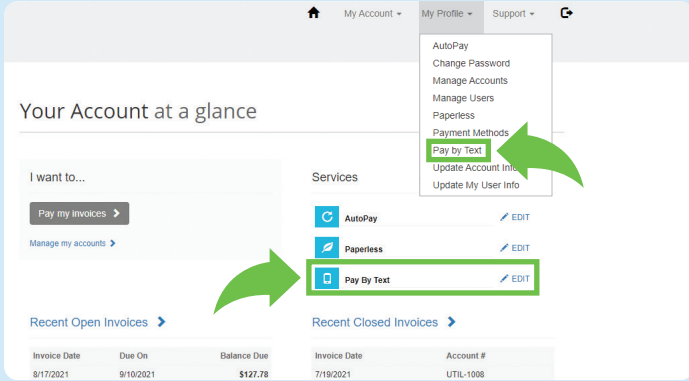 My Account
My Profile
Support
AutoPay
Change Password
Manage Accounts
Manage Users
Paperless
Payment Methods
Pay by Text
Update Account Info
Update My User Info
Your Account at a glance
I want to...
Pay my invoices
Manage my accounts
Services
AutoPay EDIT
Paperless EDIT
Pay By Text EDIT
Recent Open Invoices
Invoice Date Due On Balance Due
8/17/2021 9/10/2021 $127.78
Recent Closed Invoices
Invoice Date Account #
7/19/2021 UTIL-1008